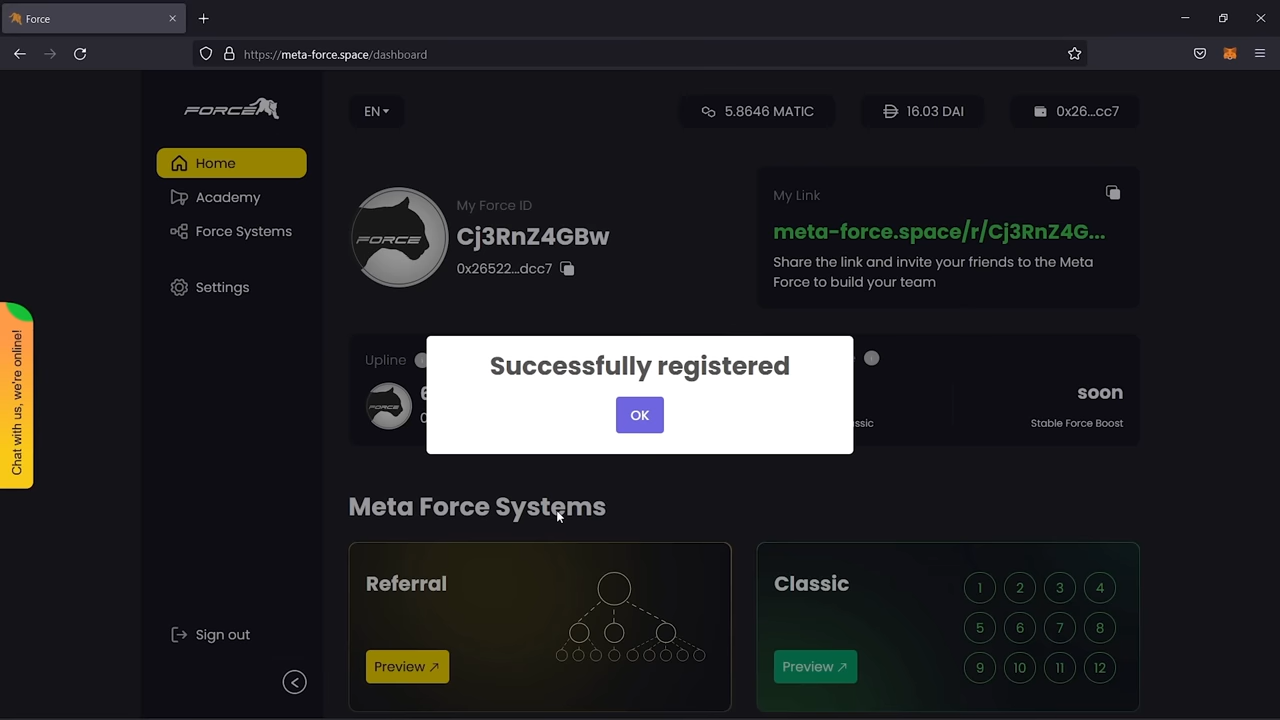 Force
https://meta-force.space/dashboard
FORCE
EN
5.8646 MATIC
16.03 DAI
0x26...cc7
Home
Academy
Force Systems
Settings
Sign out
Chat with us, we're online!
FORCE
My Force ID
Cj3RnZ4GBw
0x26522...dcc7
My Link
meta-force.space/r/Cj3RnZ4G...
Share the link and invite your friends to the Meta
Force to build your team
Upline
FORCE
soon
Stable Force Boost
Successfully registered
OK
Meta Force Systems
Referral
Preview
Classic
Preview
1 2 3 4
5 6 7 8
9 10 11 12